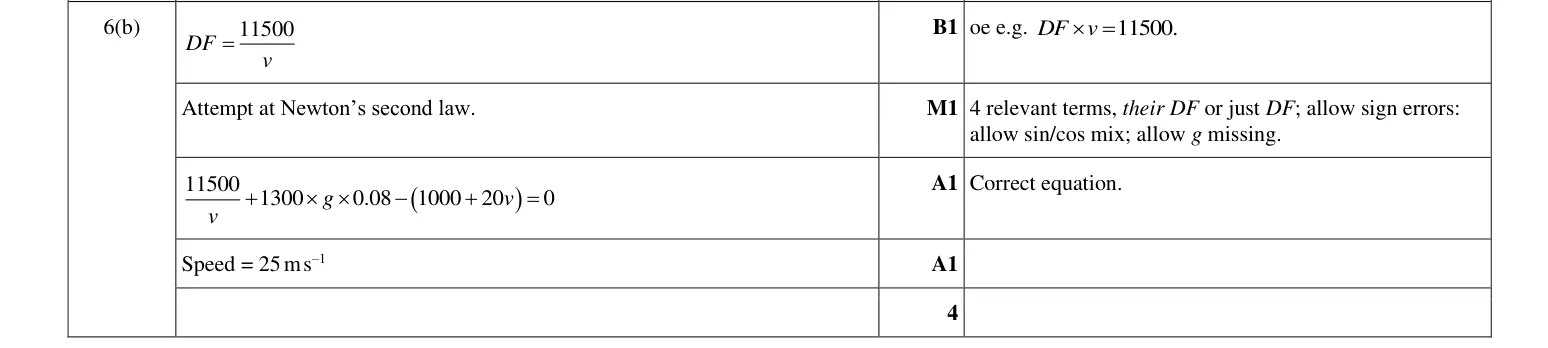 6(b)
DF = 11500/v
B1
oe e.g. DF × v = 11500.
Attempt at Newton’s second law.
M1
4 relevant terms, their DF or just DF; allow sign errors:
allow sin/cos mix; allow g missing.
11500/v + 1300 × g × 0.08 − (1000 + 20v) = 0
A1
Correct equation.
Speed = 25 m s⁻¹
A1
4